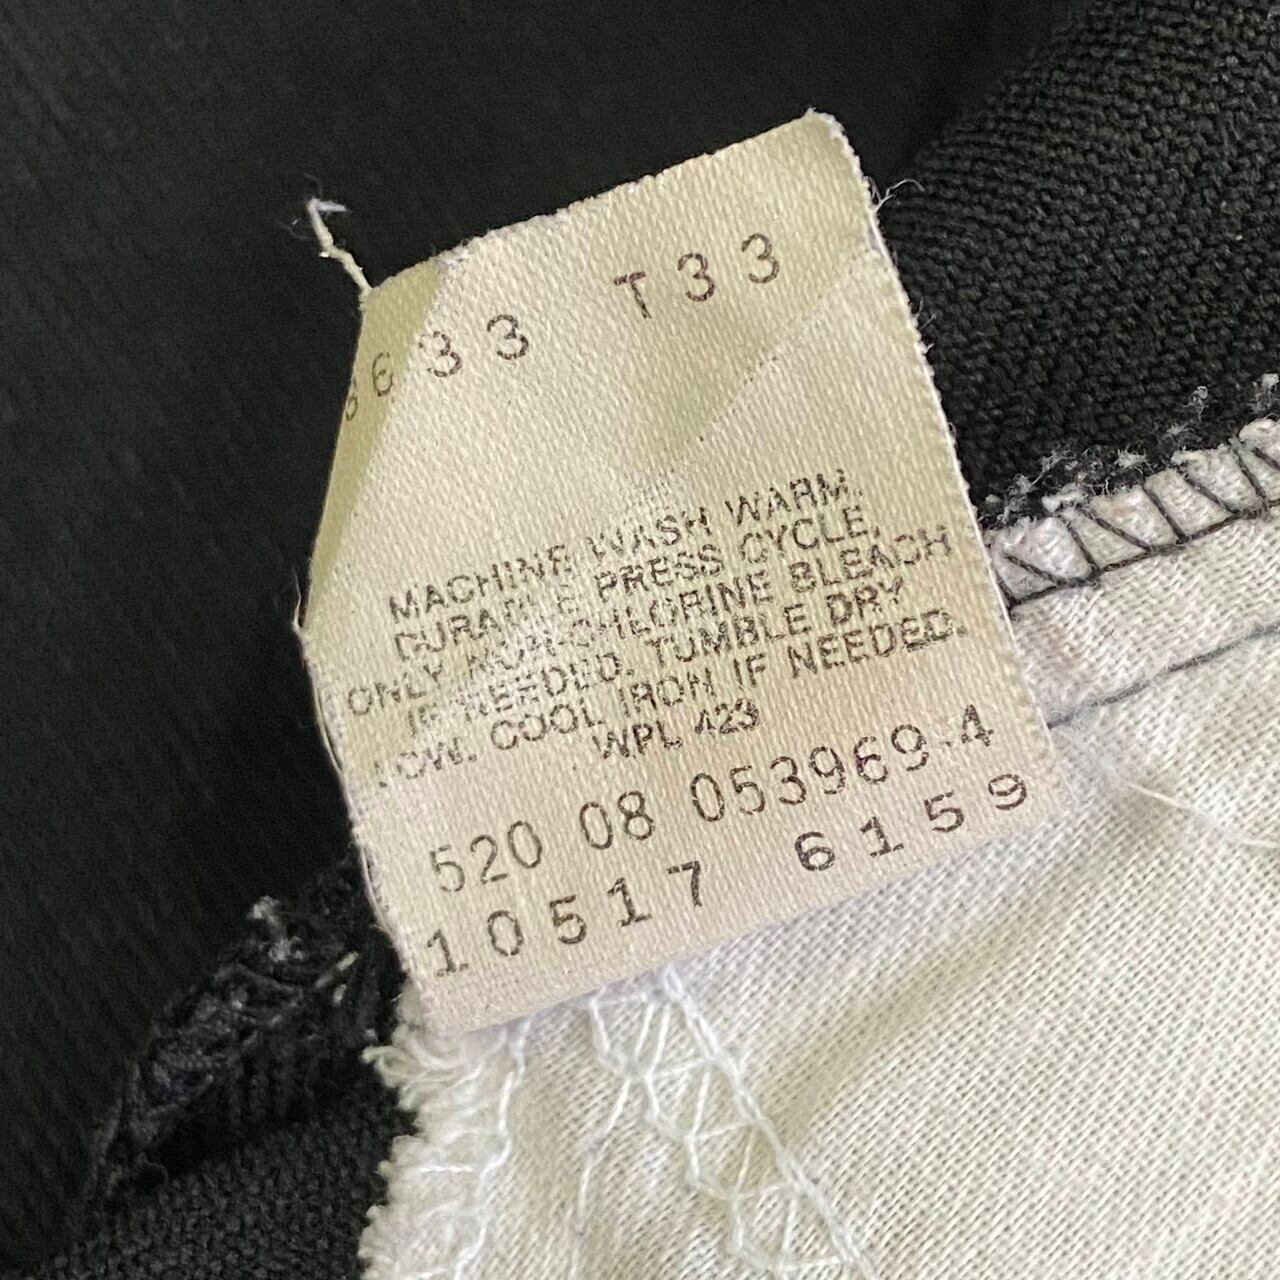 8633 T33
MACHINE WASH WARM,
DURABLE PRESS CYCLE,
ONLY NON-CHLORINE BLEACH
IF NEEDED. TUMBLE DRY
LOW. COOL IRON IF NEEDED.
WPL 423
520 08 053969-4
10517 6159